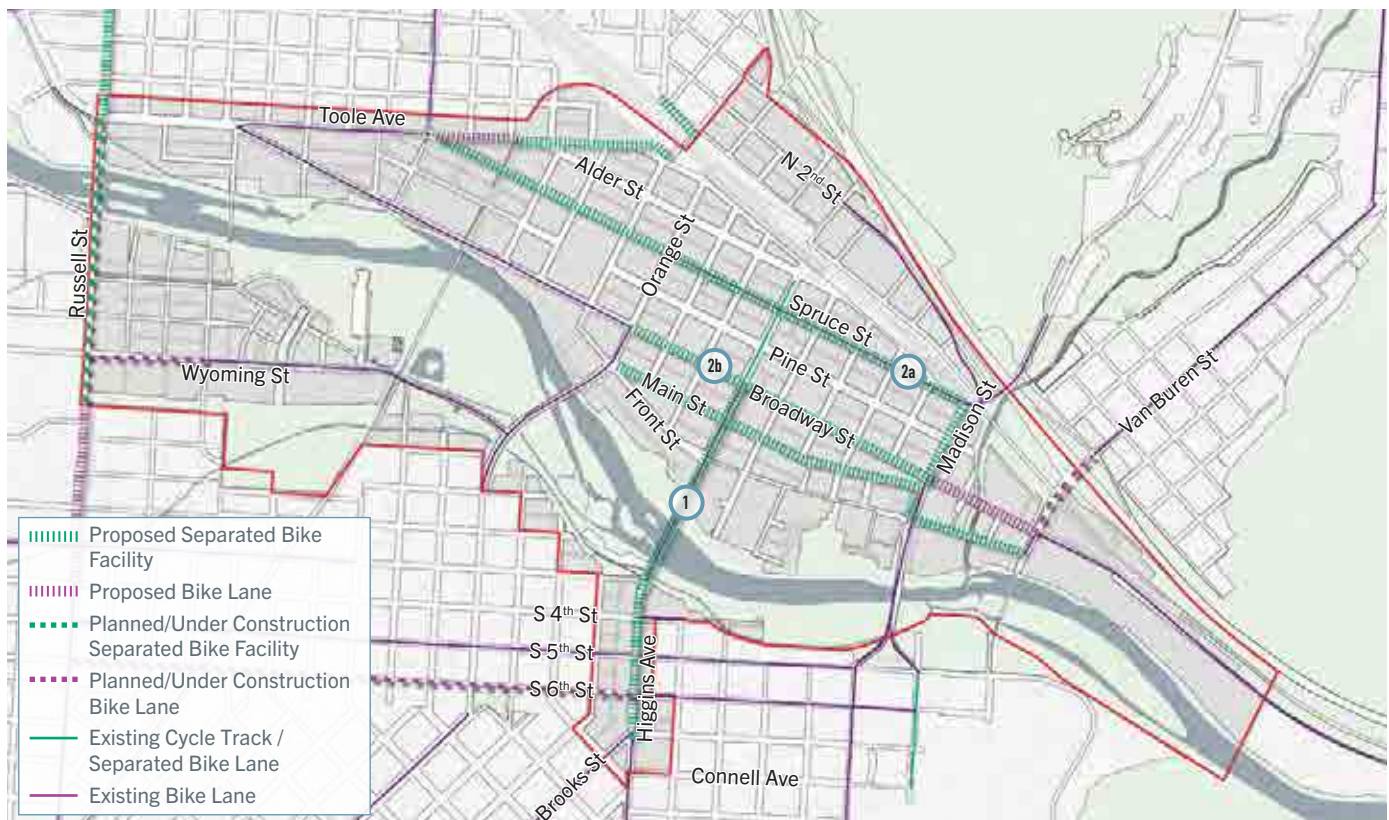 Toole Ave
Alder St
N 2nd St
Orange St
Russell St
Spruce St
2a
2b
Pine St
Wyoming St
Main St
Broadway St
Front St
Madison St
Van Buren St
1
S 4th St
S 5th St
S 6th St
Higgins Ave
Brooks St
Connell Ave
Proposed Separated Bike
Facility
Proposed Bike Lane
Planned/Under Construction
Separated Bike Facility
Planned/Under Construction
Bike Lane
Existing Cycle Track /
Separated Bike Lane
Existing Bike Lane